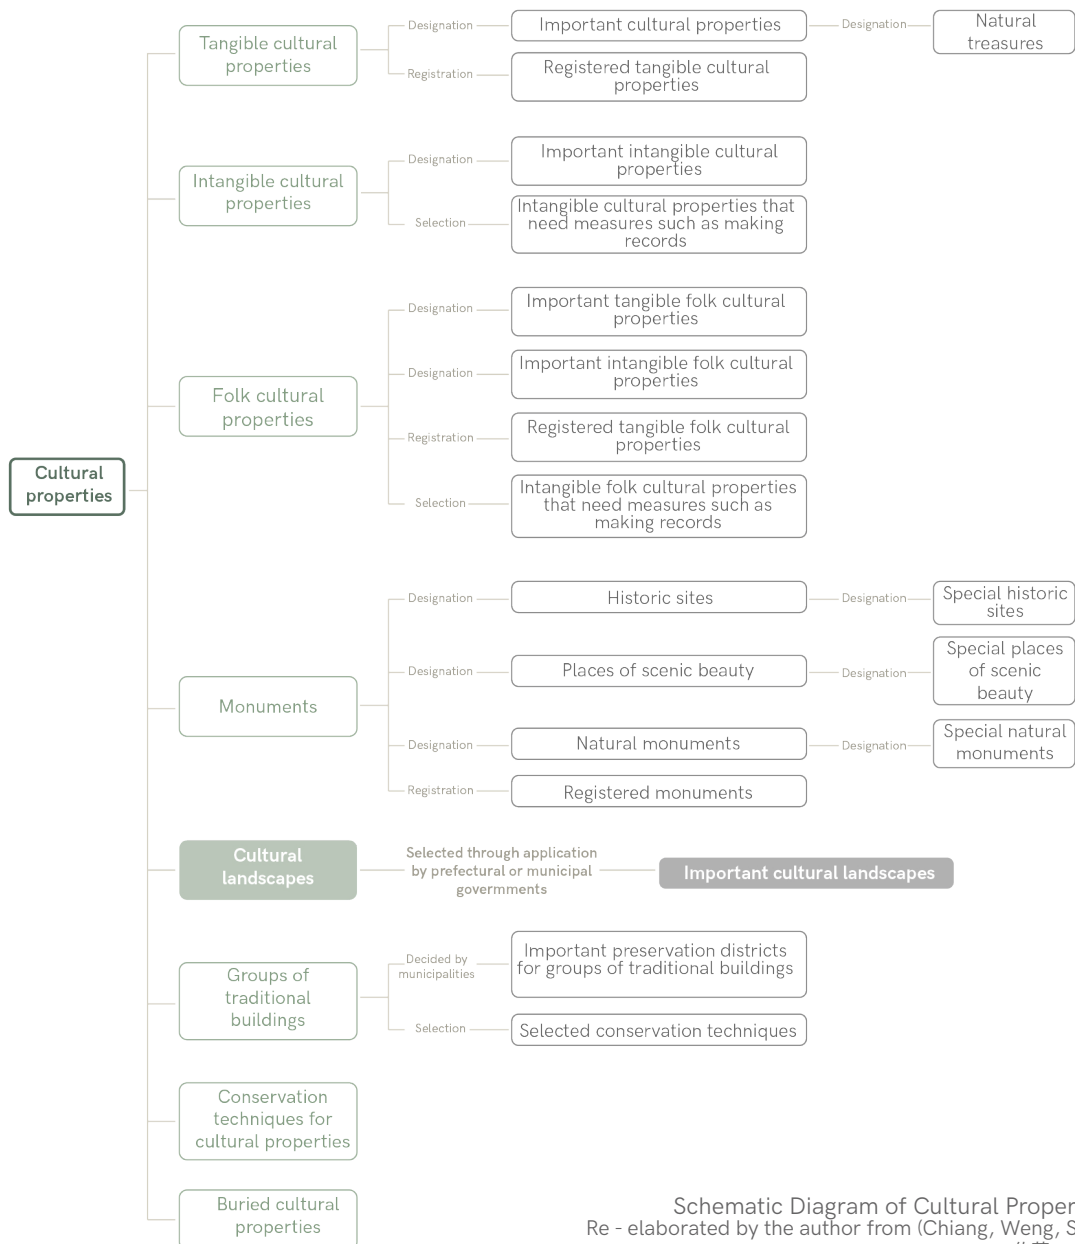 Cultural
properties
Tangible cultural
properties
Designation
Important cultural properties
Designation
Natural
treasures
Registration
Registered tangible cultural
properties
Intangible cultural
properties
Designation
Important intangible cultural
properties
Selection
Intangible cultural properties that
need measures such as making
records
Folk cultural
properties
Designation
Important tangible folk cultural
properties
Designation
Important intangible folk cultural
properties
Registration
Registered tangible folk cultural
properties
Selection
Intangible folk cultural properties
that need measures such as
making records
Monuments
Designation
Historic sites
Designation
Special historic
sites
Designation
Places of scenic beauty
Designation
Special places
of scenic
beauty
Designation
Natural monuments
Designation
Special natural
monuments
Registration
Registered monuments
Cultural
landscapes
Selected through application
by prefectural or municipal
govermments
Important cultural landscapes
Groups of
traditional
buildings
Decided by
municipalities
Important preservation districts
for groups of traditional buildings
Selection
Selected conservation techniques
Conservation
techniques for
cultural properties
Buried cultural
properties
Schematic Diagram of Cultural Proper
Re - elaborated by the author from (Chiang, Weng, S